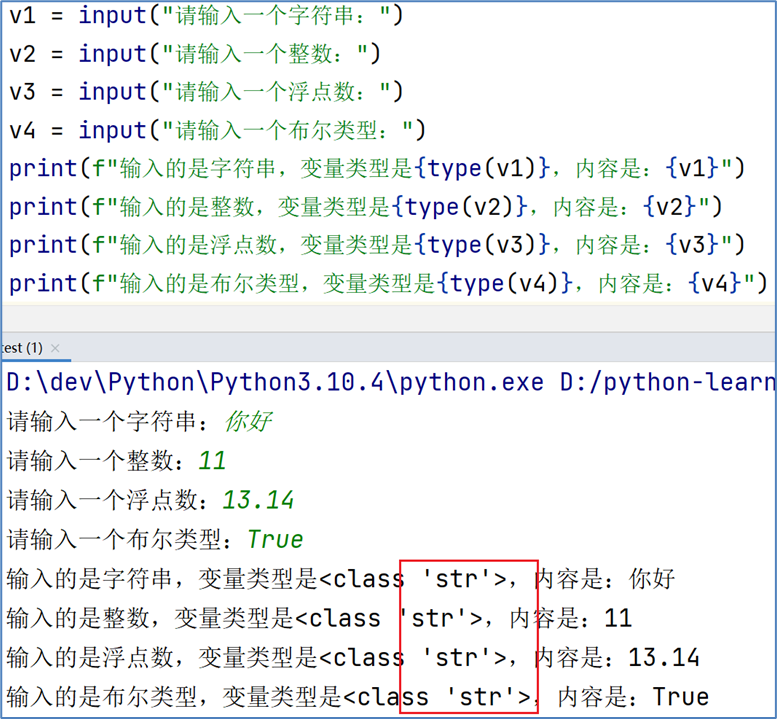 v1 = input("请输入一个字符串：")
v2 = input("请输入一个整数：")
v3 = input("请输入一个浮点数：")
v4 = input("请输入一个布尔类型：")
print(f"输入的是字符串，变量类型是{type(v1)}，内容是：{v1}")
print(f"输入的是整数，变量类型是{type(v2)}，内容是：{v2}")
print(f"输入的是浮点数，变量类型是{type(v3)}，内容是：{v3}")
print(f"输入的是布尔类型，变量类型是{type(v4)}，内容是：{v4}")
test (1) ×
D:\dev\Python\Python3.10.4\python.exe D:/python-learn
请输入一个字符串：你好
请输入一个整数：11
请输入一个浮点数：13.14
请输入一个布尔类型：True
输入的是字符串，变量类型是<class 'str'>，内容是：你好
输入的是整数，变量类型是<class 'str'>，内容是：11
输入的是浮点数，变量类型是<class 'str'>，内容是：13.14
输入的是布尔类型，变量类型是<class 'str'>，内容是：True